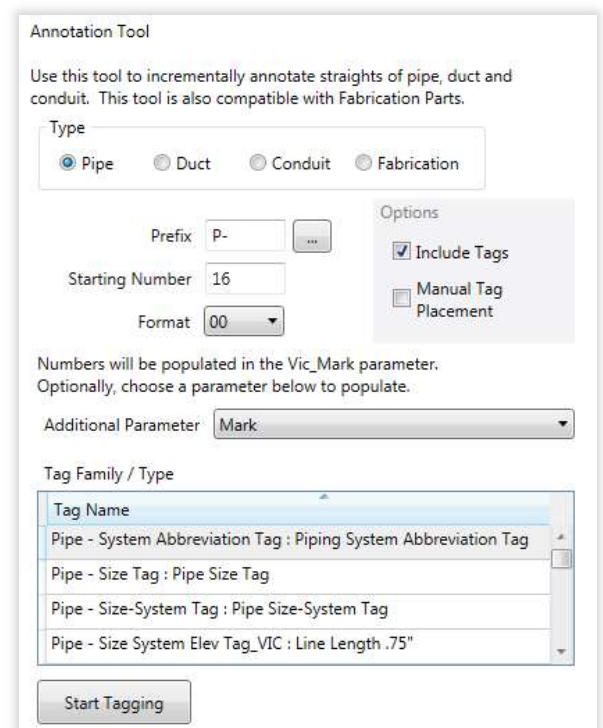 Annotation Tool
Use this tool to incrementally annotate straights of pipe, duct and
conduit.  This tool is also compatible with Fabrication Parts.
Type
Pipe
Duct
Conduit
Fabrication
Prefix
P-
...
Starting Number
16
Format
00
Options
Include Tags
Manual Tag
Placement
Numbers will be populated in the Vic_Mark parameter.
Optionally, choose a parameter below to populate.
Additional Parameter
Mark
Tag Family / Type
Tag Name
Pipe - System Abbreviation Tag : Piping System Abbreviation Tag
Pipe - Size Tag : Pipe Size Tag
Pipe - Size-System Tag : Pipe Size-System Tag
Pipe - Size System Elev Tag_VIC : Line Length .75"
Start Tagging